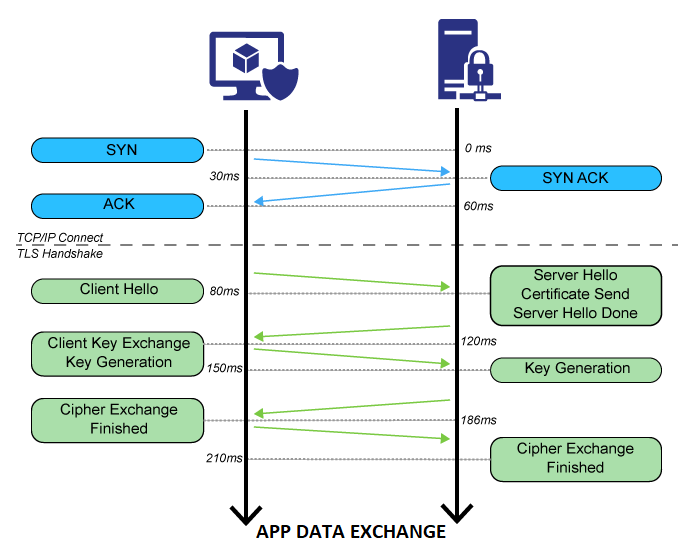 SYN
0 ms
30ms
SYN ACK
ACK
60ms
TCP/IP Connect
TLS Handshake
Client Hello
80ms
Server Hello
Certificate Send
Server Hello Done
Client Key Exchange
Key Generation
120ms
150ms
Key Generation
Cipher Exchange
Finished
186ms
210ms
Cipher Exchange
Finished
APP DATA EXCHANGE